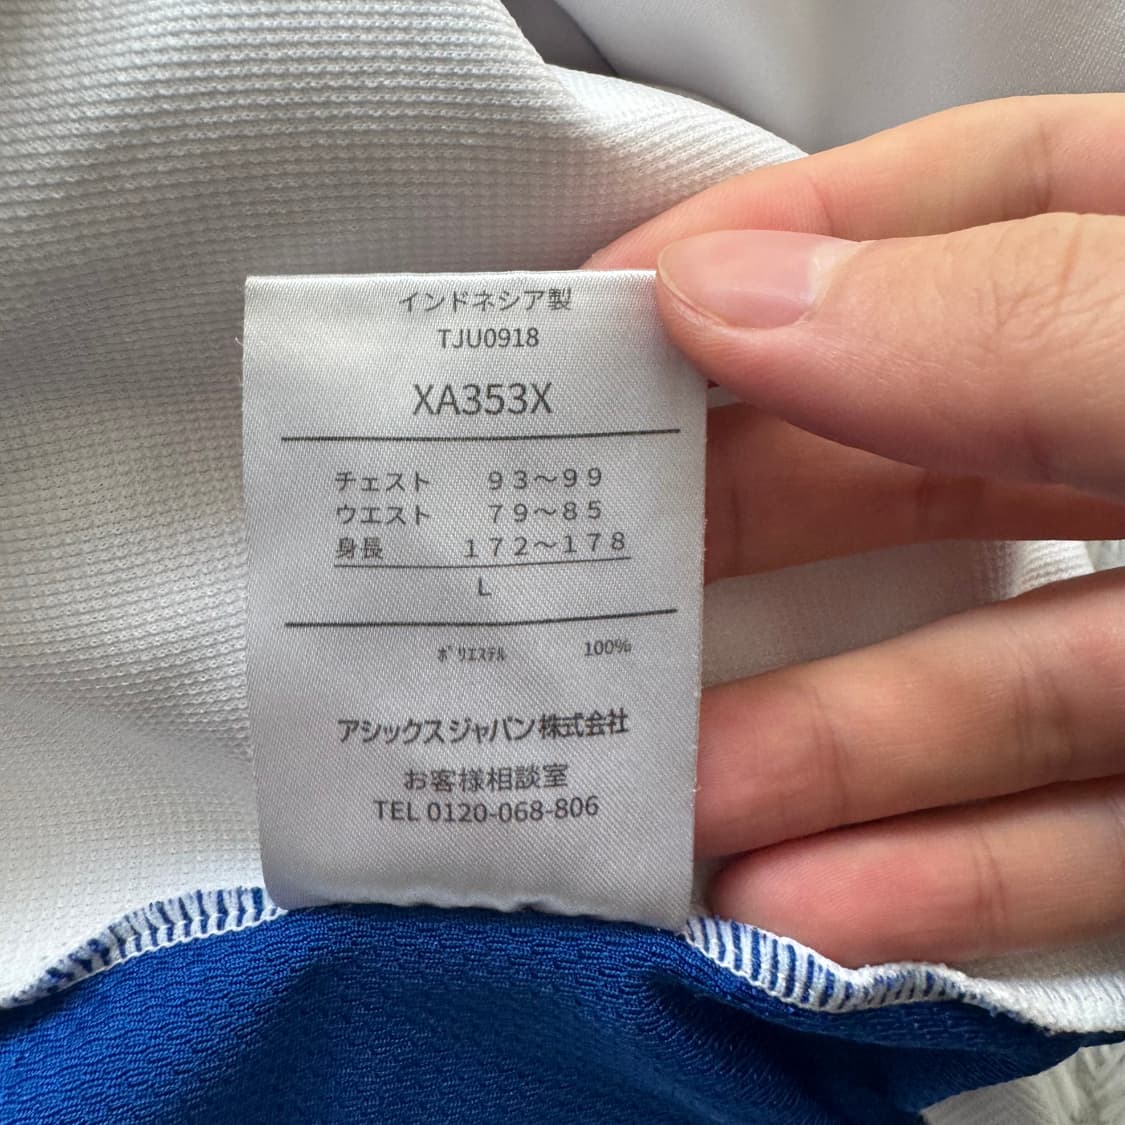 インドネシア製
TJU0918
XA353X
チェスト 93～99
ウエスト 79～85
身長 172～178
L
ﾎﾟﾘｴｽﾃﾙ 100%
アシックスジャパン株式会社
お客様相談室
TEL 0120-068-806